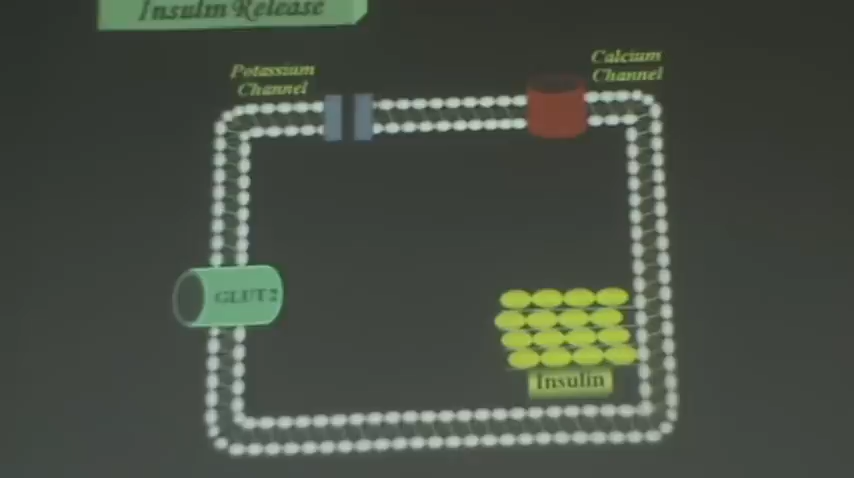 Insulin Release
Potassium
Channel
Calcium
Channel
GLUT2
Insulin